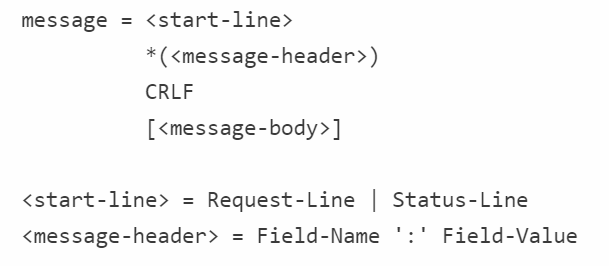 message = <start-line>
*(<message-header>)
CRLF
[<message-body>]
<start-line> = Request-Line | Status-Line
<message-header> = Field-Name ':' Field-Value